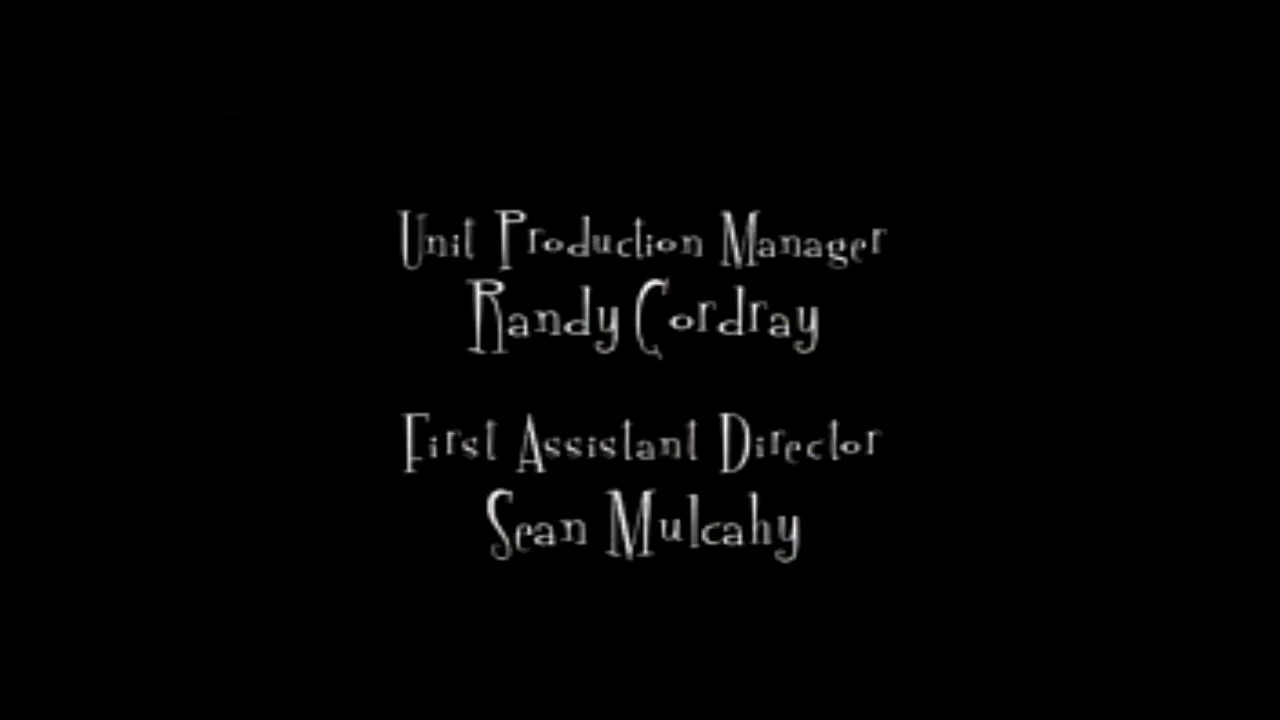 Unit Production Manager
Randy Cordray
First Assistant Director
Sean Mulcahy